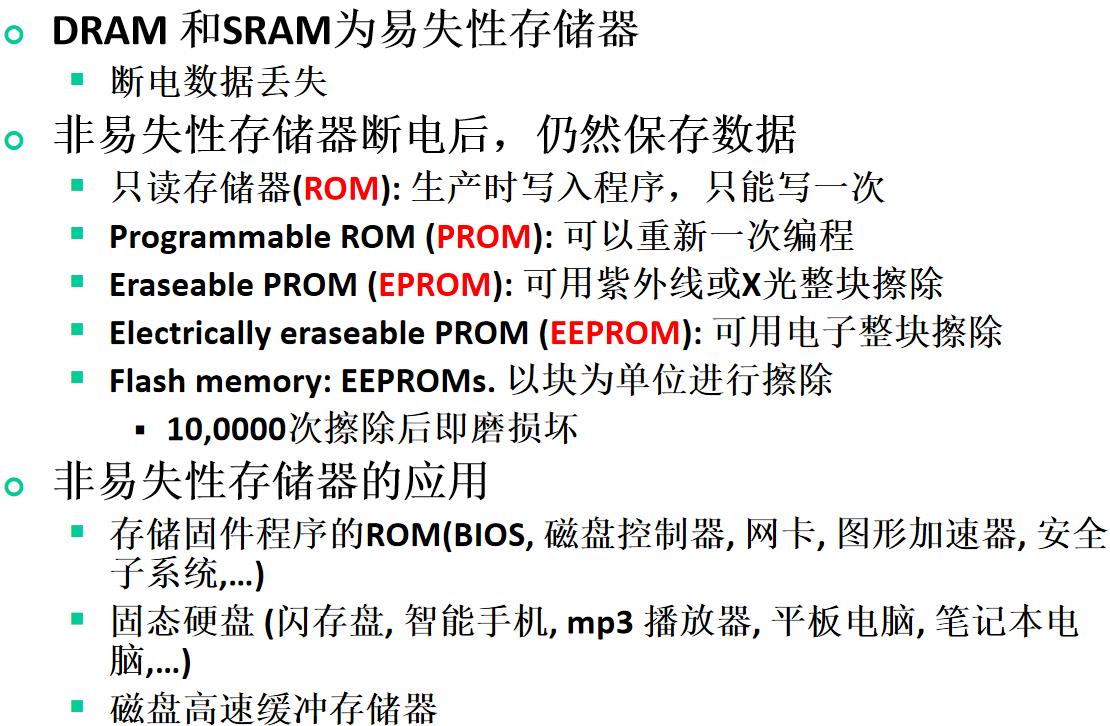 DRAM 和SRAM为易失性存储器
断电数据丢失
非易失性存储器断电后，仍然保存数据
只读存储器(ROM): 生产时写入程序，只能写一次
Programmable ROM (PROM): 可以重新一次编程
Eraseable PROM (EPROM): 可用紫外线或X光整块擦除
Electrically eraseable PROM (EEPROM): 可用电子整块擦除
Flash memory: EEPROMs. 以块为单位进行擦除
10,0000次擦除后即磨损坏
非易失性存储器的应用
存储固件程序的ROM(BIOS, 磁盘控制器, 网卡, 图形加速器, 安全
子系统,...)
固态硬盘 (闪存盘, 智能手机, mp3 播放器, 平板电脑, 笔记本电
脑,...)
磁盘高速缓冲存储器